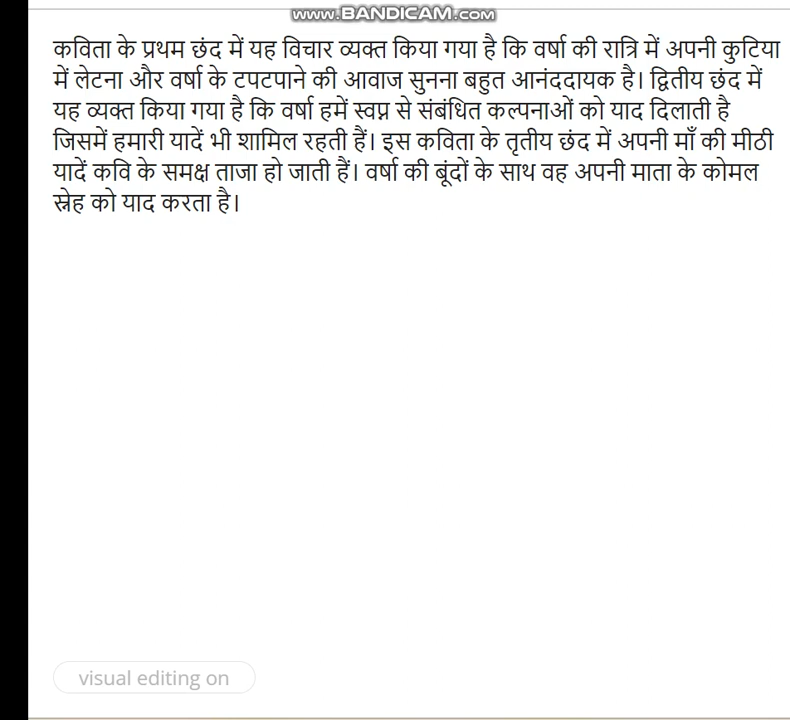 www.BANDICAM.com
कविता के प्रथम छंद में यह विचार व्यक्त किया गया है कि वर्षा की रात्रि में अपनी कुटिया
में लेटना और वर्षा के टपटपाने की आवाज सुनना बहुत आनंददायक है। द्वितीय छंद में
यह व्यक्त किया गया है कि वर्षा हमें स्वप्न से संबंधित कल्पनाओं को याद दिलाती है
जिसमें हमारी यादें भी शामिल रहती हैं। इस कविता के तृतीय छंद में अपनी माँ की मीठी
यादें कवि के समक्ष ताजा हो जाती हैं। वर्षा की बूंदों के साथ वह अपनी माता के कोमल
स्नेह को याद करता है।
visual editing on